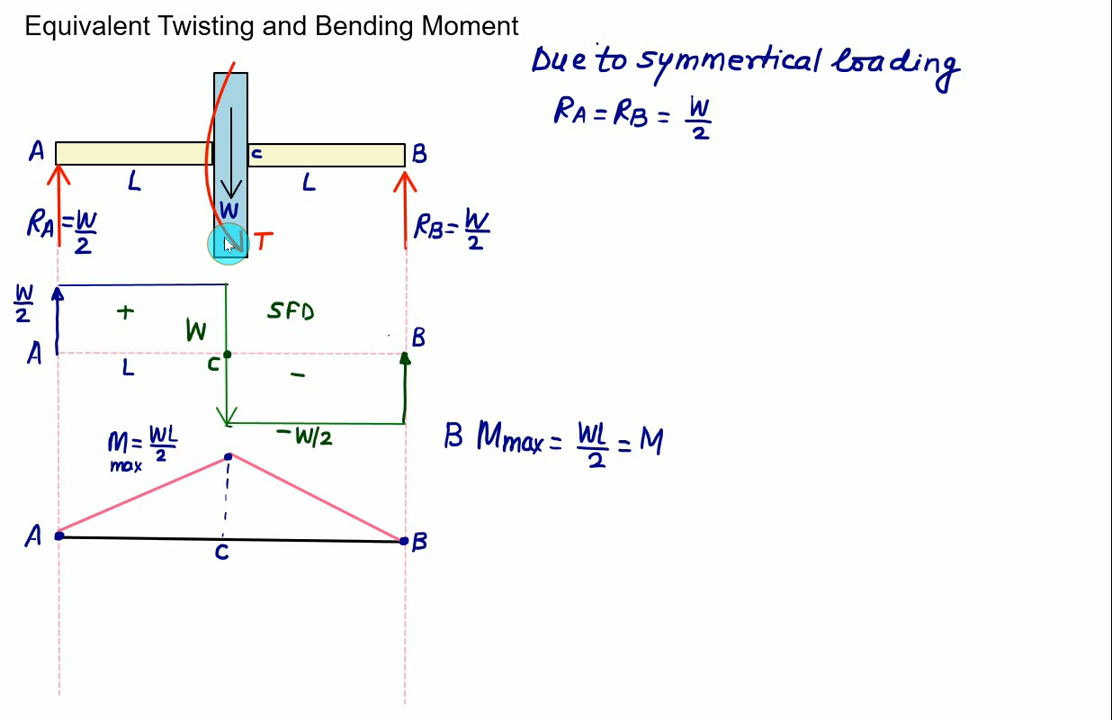 Equivalent Twisting and Bending Moment
Due to symmertical loading
RA = RB = W/2
A
C
B
L
L
W
RA = W/2
T
RB = W/2
W/2
+
W
SFD
B
A
L
C
-
-W/2
M = WL/2
max
B Mmax = WL/2 = M
A
C
B